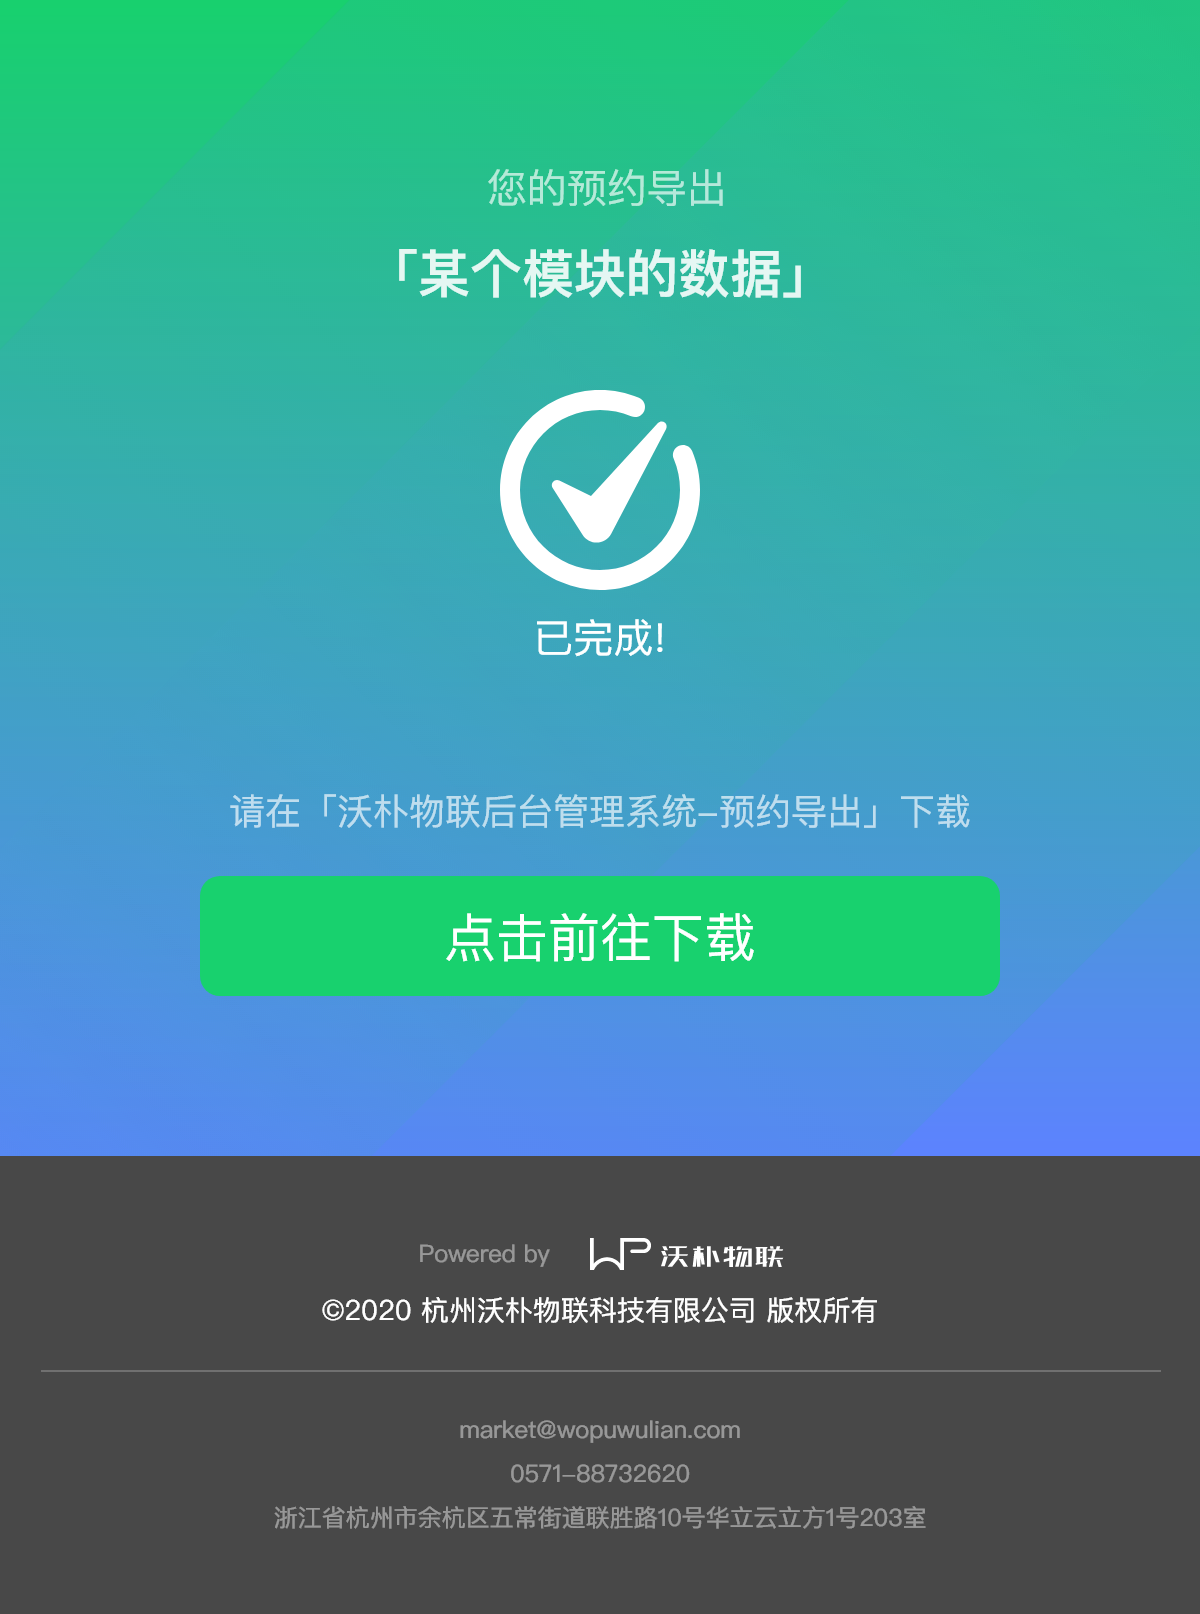 您的预约导出
「某个模块的数据」
已完成!
请在「沃朴物联后台管理系统-预约导出」下载
点击前往下载
Powered by WP 沃朴物联
©2020 杭州沃朴物联科技有限公司 版权所有
market@wopuwulian.com
0571-88732620
浙江省杭州市余杭区五常街道联胜路10号华立云立方1号203室